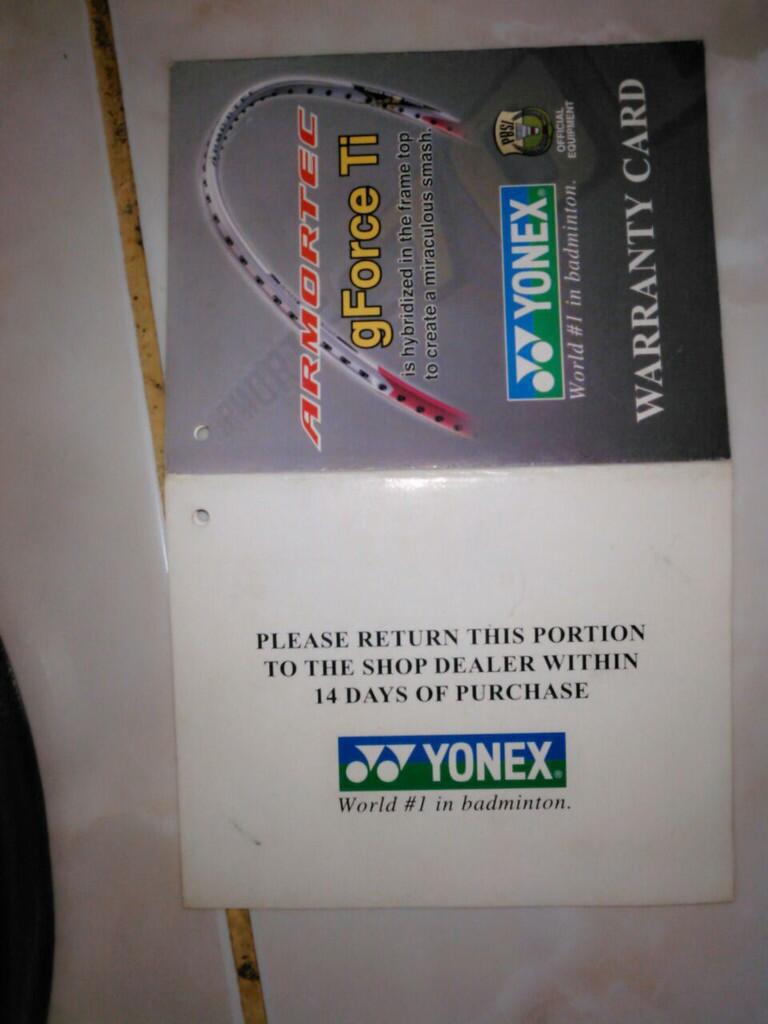 ARMORTEC
gForce Ti
is hybridized in the frame top
to create a miraculous smash.
PBSI
OFFICIAL
EQUIPMENT
YONEX®
World #1 in badminton.
WARRANTY CARD
PLEASE RETURN THIS PORTION
TO THE SHOP DEALER WITHIN
14 DAYS OF PURCHASE
YONEX®
World #1 in badminton.